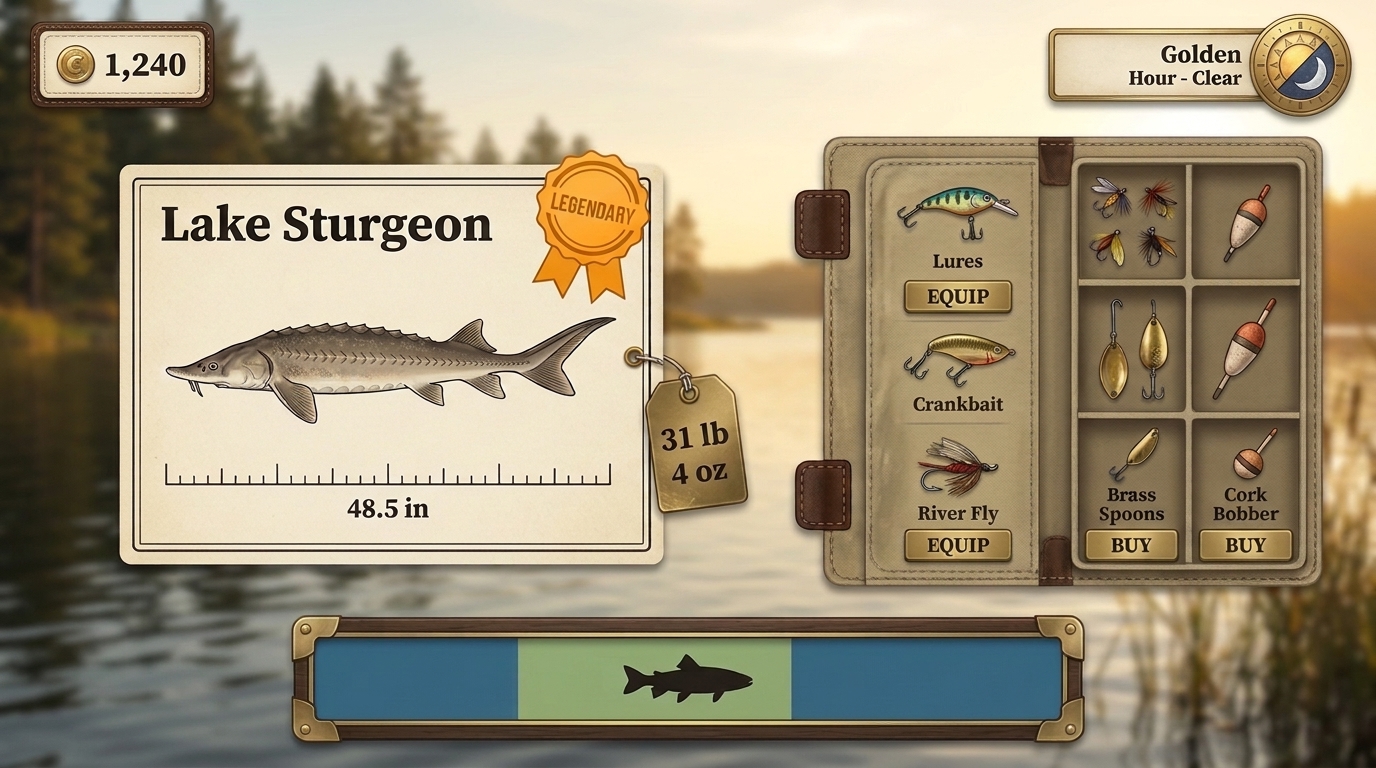 1,240
Golden
Hour - Clear
Lake Sturgeon
LEGENDARY
31 lb
4 oz
48.5 in
Lures
EQUIP
Crankbait
River Fly
EQUIP
Brass
Spoons
BUY
Cork
Bobber
BUY